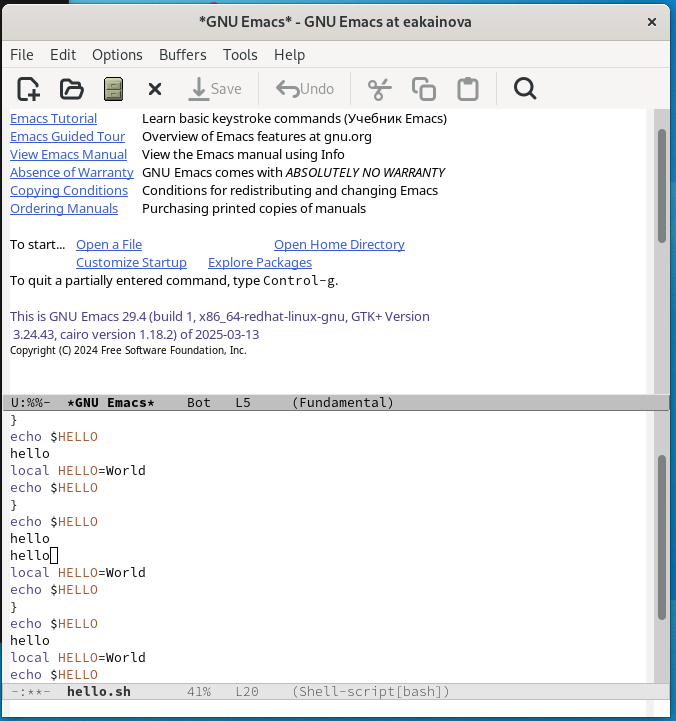 *GNU Emacs* - GNU Emacs at eakainova
File Edit Options Buffers Tools Help
Save Undo
Emacs Tutorial Learn basic keystroke commands (Учебник Emacs)
Emacs Guided Tour Overview of Emacs features at gnu.org
View Emacs Manual View the Emacs manual using Info
Absence of Warranty GNU Emacs comes with ABSOLUTELY NO WARRANTY
Copying Conditions Conditions for redistributing and changing Emacs
Ordering Manuals Purchasing printed copies of manuals
To start... Open a File Open Home Directory
Customize Startup Explore Packages
To quit a partially entered command, type Control-g.
This is GNU Emacs 29.4 (build 1, x86_64-redhat-linux-gnu, GTK+ Version
3.24.43, cairo version 1.18.2) of 2025-03-13
Copyright (C) 2024 Free Software Foundation, Inc.
U:%%- *GNU Emacs* Bot L5 (Fundamental)
}
echo $HELLO
hello
local HELLO=World
echo $HELLO
}
echo $HELLO
hello
hello
local HELLO=World
echo $HELLO
}
echo $HELLO
hello
local HELLO=World
echo $HELLO
-:**- hello.sh 41% L20 (Shell-script[bash])